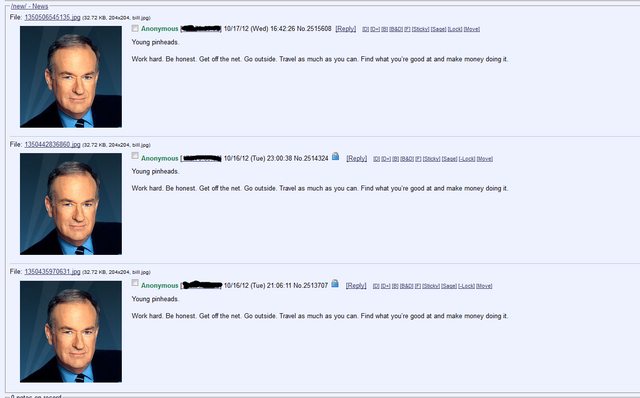 /new/ - News
File: 1350506545135.jpg (32.72 KB, 204x204, bill.jpg)
Anonymous [ ] 10/17/12 (Wed) 16:42:26 No.2515608 [Reply] [D] [D+] [B] [B&D] [F] [Sticky] [Sage] [Lock] [Move]
Young pinheads.
Work hard. Be honest. Get off the net. Go outside. Travel as much as you can. Find what you're good at and make money doing it.
File: 1350442836860.jpg (32.72 KB, 204x204, bill.jpg)
Anonymous [ ] 10/16/12 (Tue) 23:00:38 No.2514324 [Reply] [D] [D+] [B] [B&D] [F] [Sticky] [Sage] [-Lock] [Move]
Young pinheads.
Work hard. Be honest. Get off the net. Go outside. Travel as much as you can. Find what you're good at and make money doing it.
File: 1350435970631.jpg (32.72 KB, 204x204, bill.jpg)
Anonymous [ ] 10/16/12 (Tue) 21:06:11 No.2513707 [Reply] [D] [D+] [B] [B&D] [F] [Sticky] [Sage] [-Lock] [Move]
Young pinheads.
Work hard. Be honest. Get off the net. Go outside. Travel as much as you can. Find what you're good at and make money doing it.